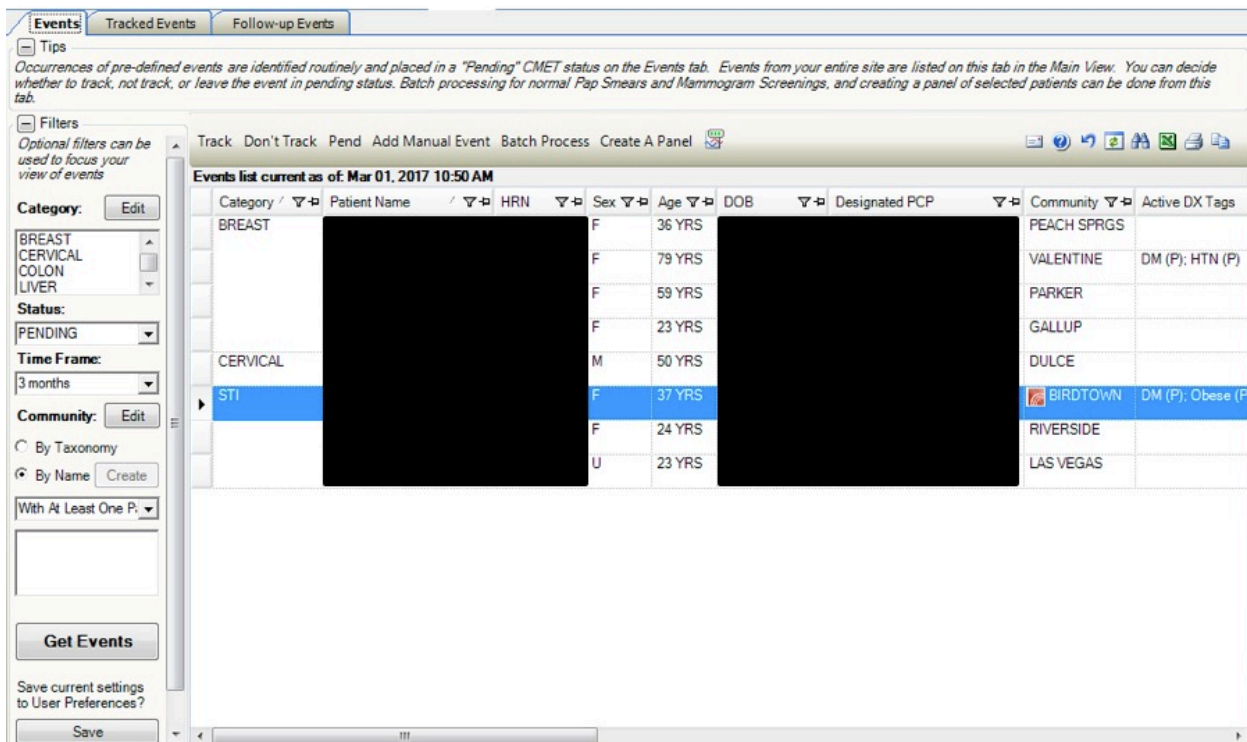 Events Tracked Events Follow-up Events
Tips
Occurrences of pre-defined events are identified routinely and placed in a "Pending" CMET status on the Events tab. Events from your entire site are listed on this tab in the Main View. You can decide
whether to track, not track, or leave the event in pending status. Batch processing for normal Pap Smears and Mammogram Screenings, and creating a panel of selected patients can be done from this
tab.
Filters
Optional filters can be
used to focus your
view of events
Category: Edit
BREAST
CERVICAL
COLON
LIVER
Status:
PENDING
Time Frame:
3 months
Community: Edit
By Taxonomy
By Name Create
With At Least One P
Get Events
Save current settings
to User Preferences?
Save
Track Don't Track Pend Add Manual Event Batch Process Create A Panel
Events list current as of: Mar 01, 2017 10:50 AM
Category Patient Name HRN Sex Age DOB Designated PCP Community Active DX Tags
BREAST F 36 YRS PEACH SPRGS
F 79 YRS VALENTINE DM (P); HTN (P)
F 59 YRS PARKER
F 23 YRS GALLUP
CERVICAL M 50 YRS DULCE
STI F 37 YRS BIRDTOWN DM (P); Obese (P
F 24 YRS RIVERSIDE
U 23 YRS LAS VEGAS